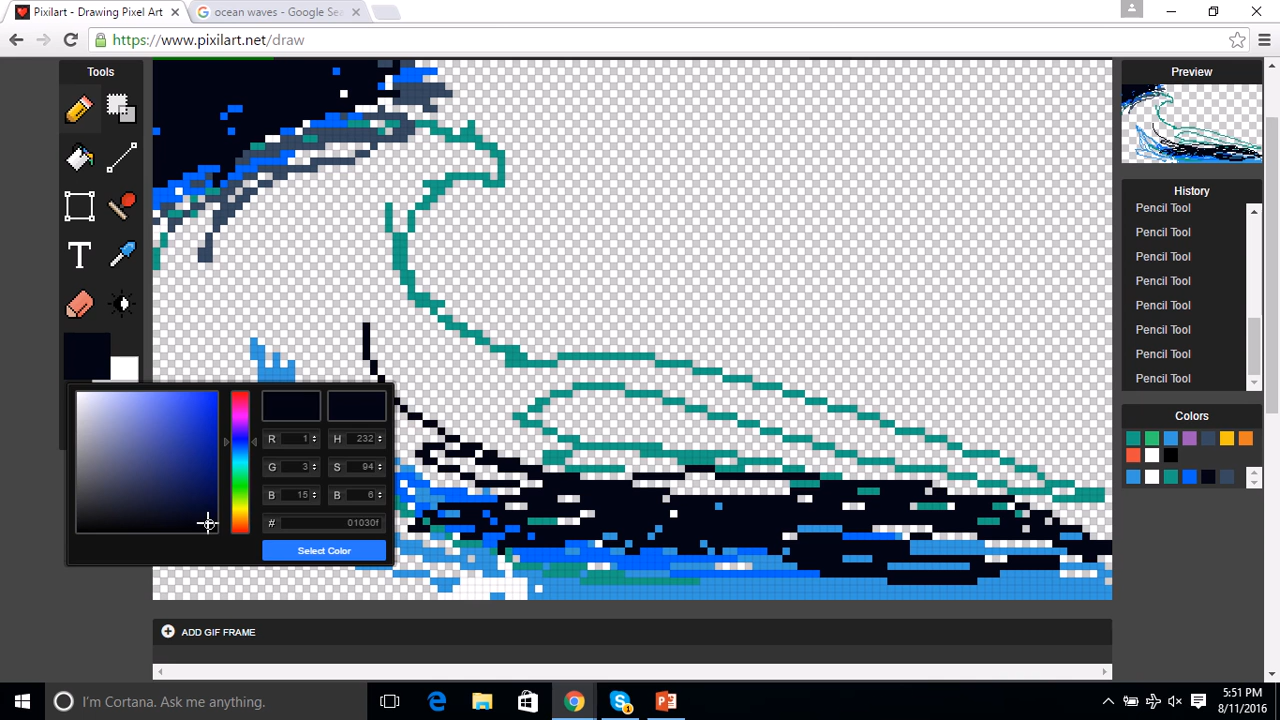 Pixilart - Drawing Pixel Art
ocean waves - Google Sea
https://www.pixilart.net/draw
Tools
T
R 1 H 232
G 3 S 94
B 15 B 6
# 01030f
Select Color
ADD GIF FRAME
Preview
History
Pencil Tool
Pencil Tool
Pencil Tool
Pencil Tool
Pencil Tool
Pencil Tool
Pencil Tool
Pencil Tool
Colors
I'm Cortana. Ask me anything.
5:51 PM
8/11/2016